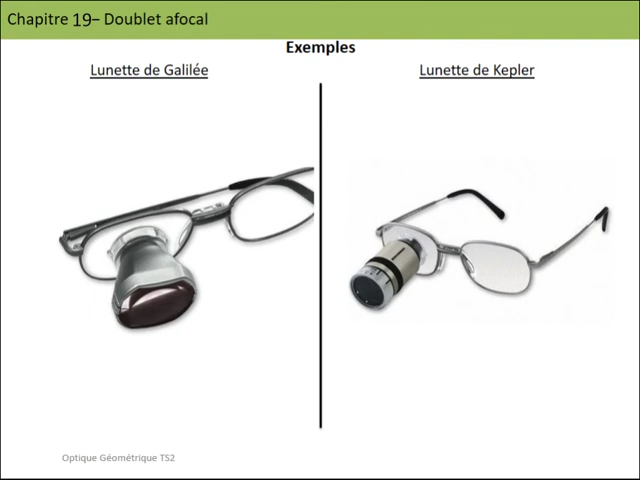 Chapitre 19– Doublet afocal
Exemples
Lunette de Galilée
Lunette de Kepler
Optique Géométrique TS2